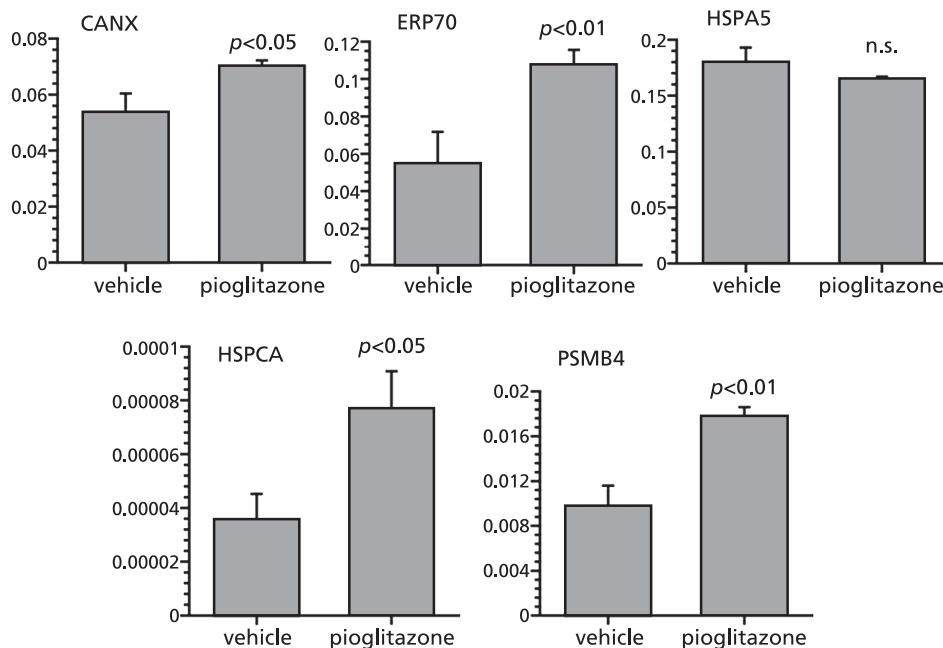 CANX
p<0.05
0.08
0.06
0.04
0.02
0
vehicle pioglitazone
ERP70
p<0.01
0.12
0.1
0.08
0.06
0.04
0.02
0
vehicle pioglitazone
HSPA5
n.s.
0.2
0.15
0.1
0.05
0
vehicle pioglitazone
HSPCA
p<0.05
0.0001
0.00008
0.00006
0.00004
0.00002
0
vehicle pioglitazone
PSMB4
p<0.01
0.02
0.016
0.012
0.008
0.004
0
vehicle pioglitazone